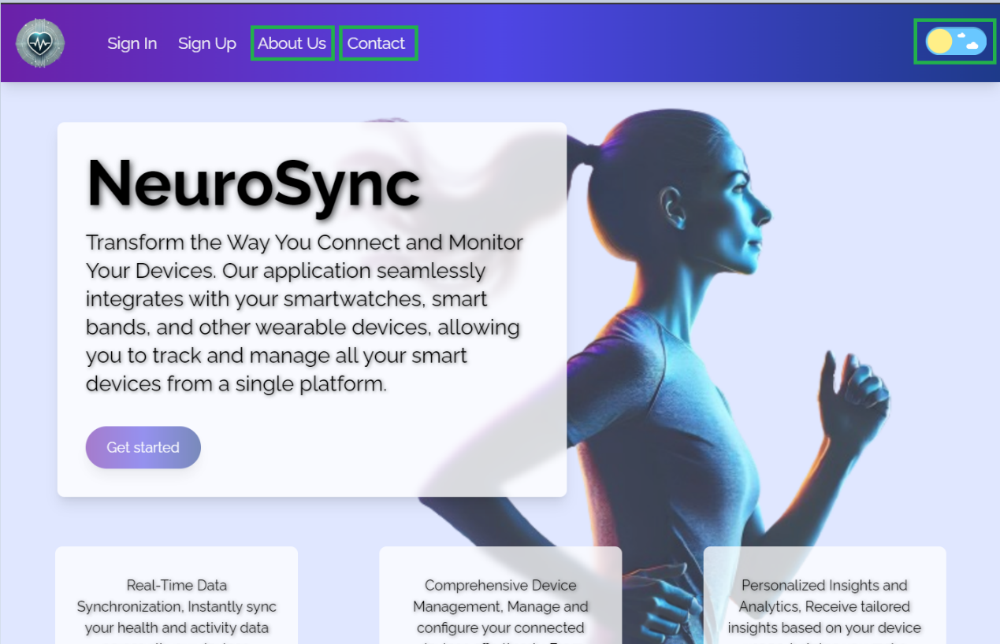 Sign In Sign Up About Us Contact
NeuroSync
Transform the Way You Connect and Monitor
Your Devices. Our application seamlessly
integrates with your smartwatches, smart
bands, and other wearable devices, allowing
you to track and manage all your smart
devices from a single platform.
Get started
Real-Time Data
Synchronization, Instantly sync
your health and activity data
Comprehensive Device
Management, Manage and
configure your connected
Personalized Insights and
Analytics, Receive tailored
insights based on your device